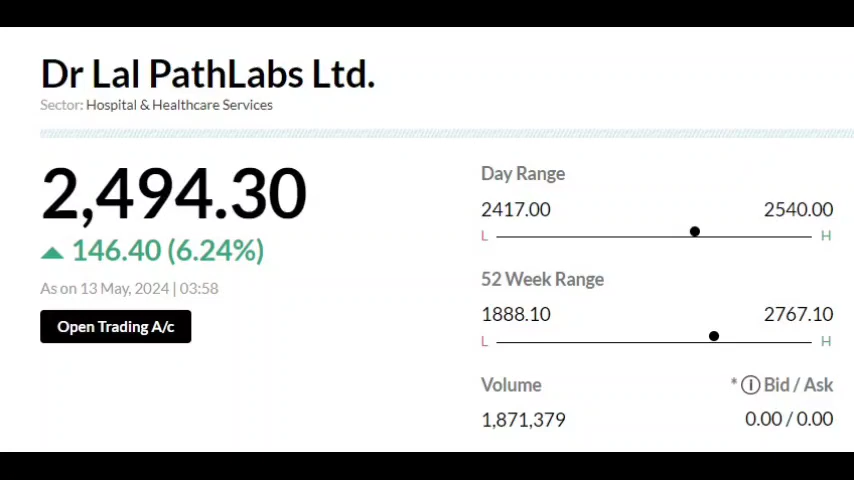 Dr Lal PathLabs Ltd.
Sector: Hospital & Healthcare Services
2,494.30
146.40 (6.24%)
As on 13 May, 2024 | 03:58
Open Trading A/c
Day Range
2417.00 2540.00
L H
52 Week Range
1888.10 2767.10
L H
Volume * ⓘ Bid / Ask
1,871,379 0.00 / 0.00